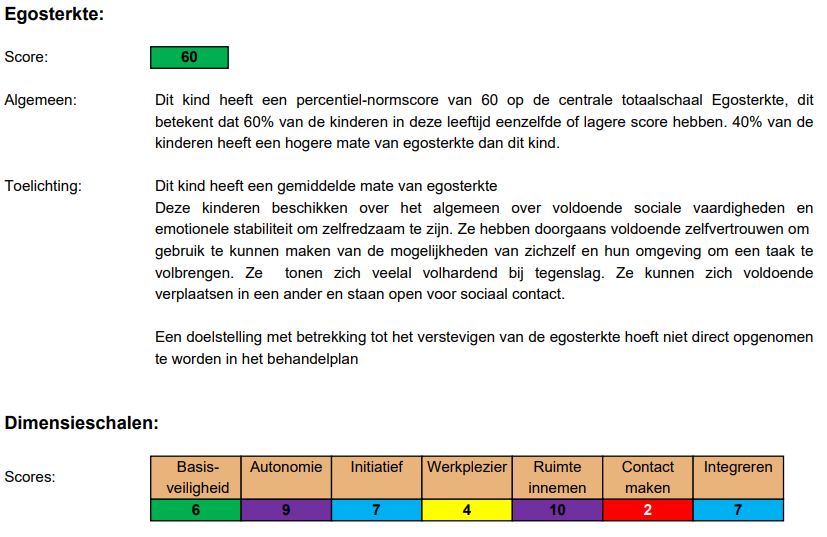 Egosterkte:
Score: 60
Algemeen: Dit kind heeft een percentiel-normscore van 60 op de centrale totaalschaal Egosterkte, dit
betekent dat 60% van de kinderen in deze leeftijd eenzelfde of lagere score hebben. 40% van de
kinderen heeft een hogere mate van egosterkte dan dit kind.
Toelichting: Dit kind heeft een gemiddelde mate van egosterkte
Deze kinderen beschikken over het algemeen over voldoende sociale vaardigheden en
emotionele stabiliteit om zelfredzaam te zijn. Ze hebben doorgaans voldoende zelfvertrouwen om
gebruik te kunnen maken van de mogelijkheden van zichzelf en hun omgeving om een taak te
volbrengen. Ze tonen zich veelal volhardend bij tegenslag. Ze kunnen zich voldoende
verplaatsen in een ander en staan open voor sociaal contact.
Een doelstelling met betrekking tot het verstevigen van de egosterkte hoeft niet direct opgenomen
te worden in het behandelplan
Dimensieschalen:
Scores:
Basis- Autonomie Initiatief Werkplezier Ruimte Contact Integreren
veiligheid innemen maken
6 9 7 4 10 2 7